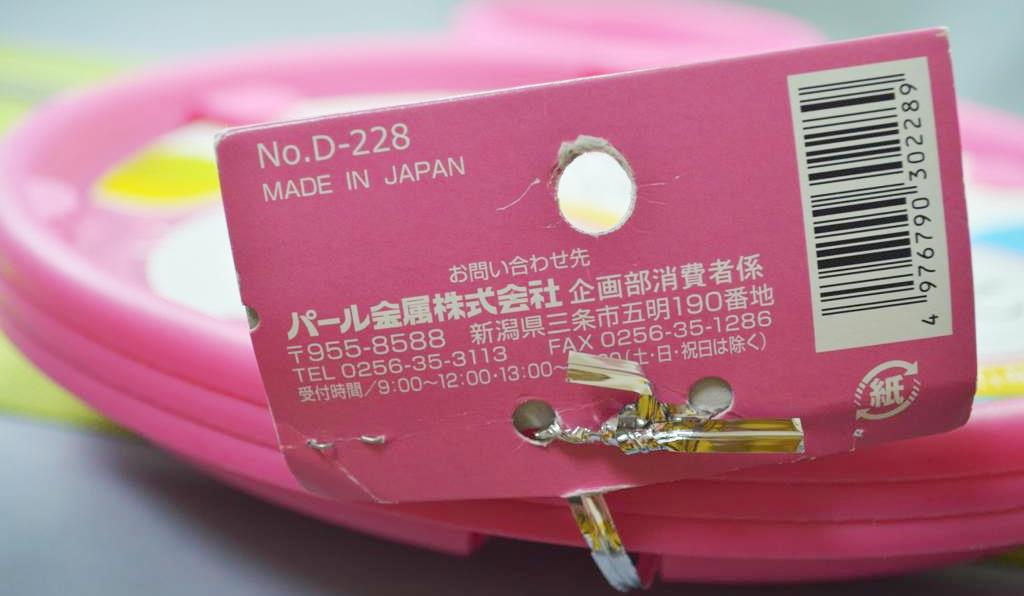 No.D-228
MADE IN JAPAN
お問い合わせ先
パール金属株式会社 企画部消費者係
〒955-8588 新潟県三条市五明190番地
TEL 0256-35-3113 FAX 0256-35-1286
受付時間/9:00〜12:00・13:00〜 (土・日・祝日は除く)
4 976790 302289
紙